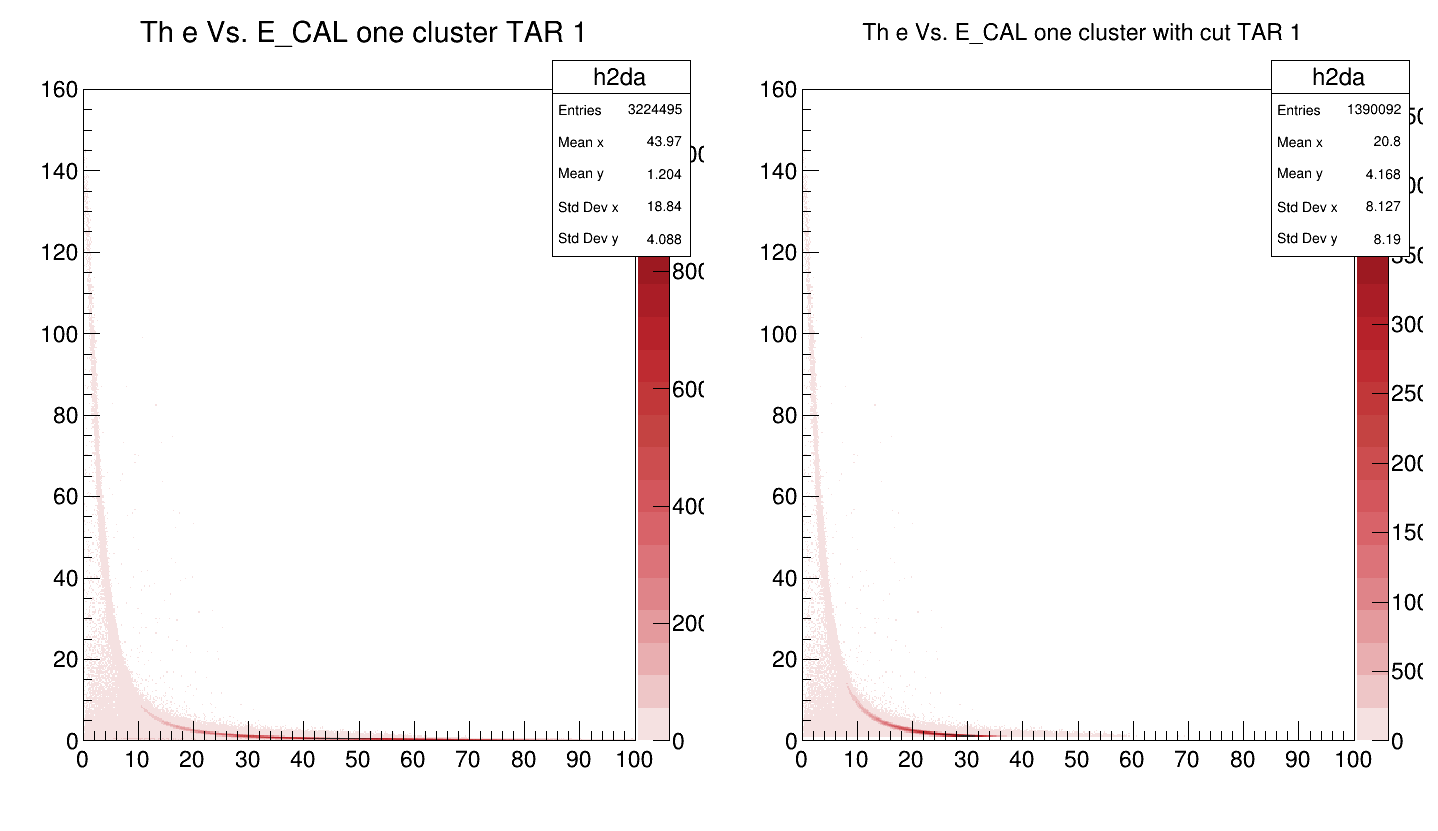 Th e Vs. E_CAL one cluster TAR 1
h2da
Entries 3224495
Mean x 43.97
Mean y 1.204
Std Dev x 18.84
Std Dev y 4.088
160
140
120
100
80
60
40
20
0
0 10 20 30 40 50 60 70 80 90 100
800
600
400
200
0
Th e Vs. E_CAL one cluster with cut TAR 1
h2da
Entries 1390092
Mean x 20.8
Mean y 4.168
Std Dev x 8.127
Std Dev y 8.19
160
140
120
100
80
60
40
20
0
0 10 20 30 40 50 60 70 80 90 100
300
250
200
150
100
500
0